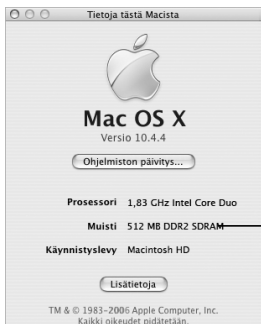 Tietoja tästä Macista
Mac OS X
Versio 10.4.4
Ohjelmiston päivitys...
Prosessori 1,83 GHz Intel Core Duo
Muisti 512 MB DDR2 SDRAM
Käynnistyslevy Macintosh HD
Lisätietoja
TM & © 1983–2006 Apple Computer, Inc.
Kaikki oikeudet pidätetään.